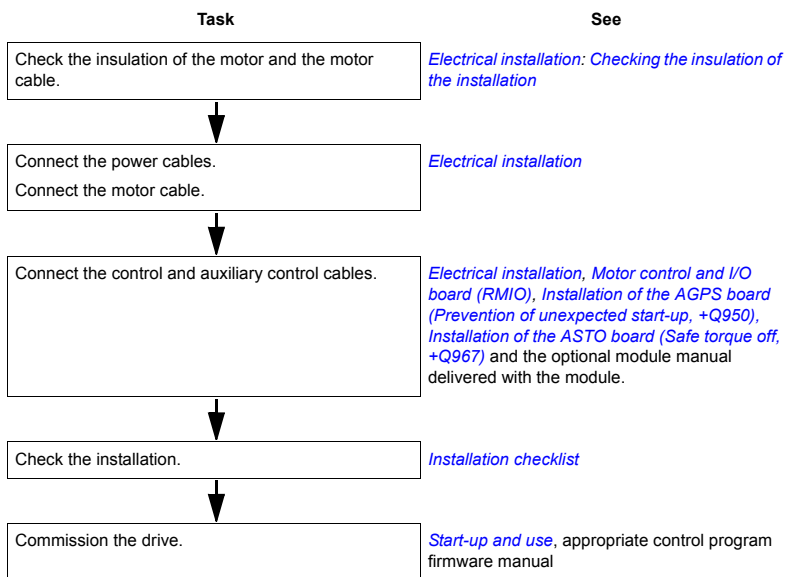 Task
See
Check the insulation of the motor and the motor
cable.
Electrical installation: Checking the insulation of
the installation
Connect the power cables.
Connect the motor cable.
Electrical installation
Connect the control and auxiliary control cables.
Electrical installation, Motor control and I/O
board (RMIO), Installation of the AGPS board
(Prevention of unexpected start-up, +Q950),
Installation of the ASTO board (Safe torque off,
+Q967) and the optional module manual
delivered with the module.
Check the installation.
Installation checklist
Commission the drive.
Start-up and use, appropriate control program
firmware manual